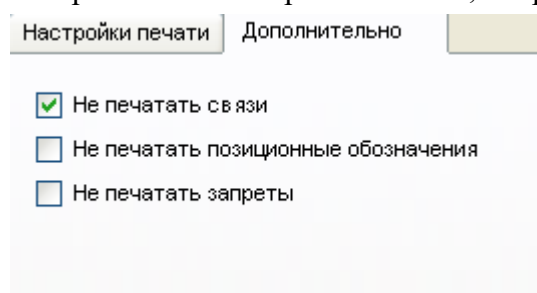 Настройки печати Дополнительно
Не печатать связи
Не печатать позиционные обозначения
Не печатать запреты